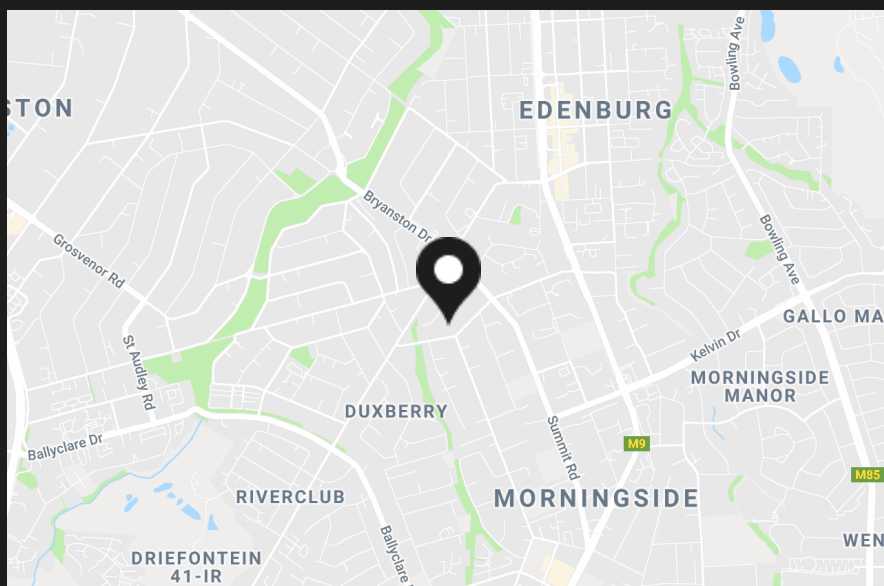 STON
EDENBURG
Bowling Ave
Bryanston Dr
Grosvenor Rd
Bowling Ave
GALLO MA
St Audley Rd
Kelvin Dr
MORNINGSIDE
MANOR
DUXBERRY
Summit Rd
M9
Ballyclare Dr
M85
RIVERCLUB
MORNINGSIDE
WEN
Ballyclare
DRIEFONTEIN
41-IR